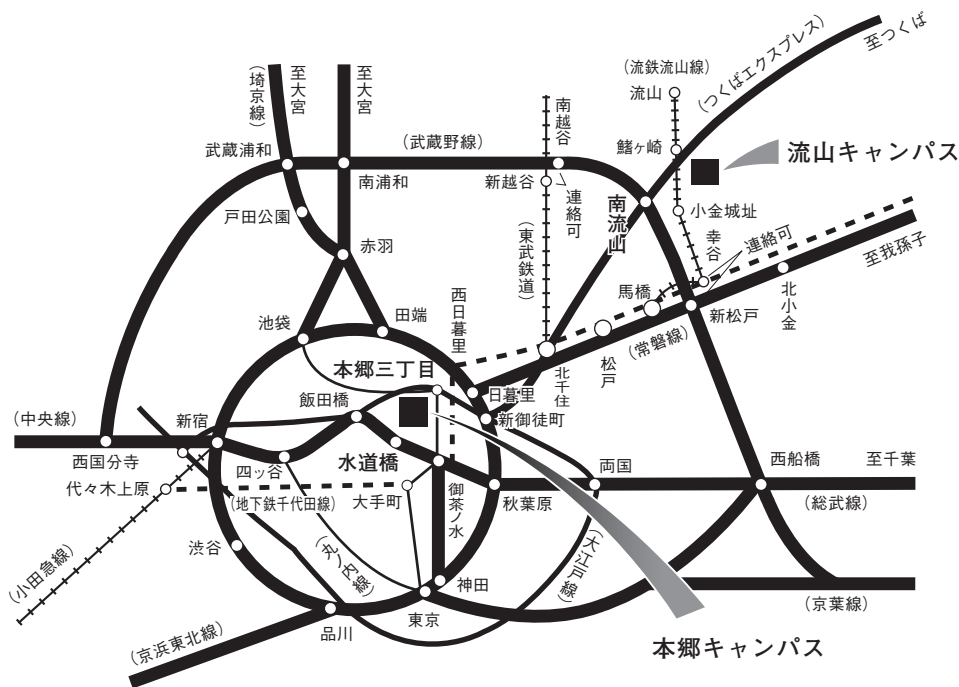 至つくば
(つくばエクスプレス)
(流鉄流山線)
流山
(埼京線)
至大宮
至大宮
南越谷
鰭ヶ崎
流山キャンパス
(武蔵野線)
武蔵浦和
南浦和
新越谷
連絡可
戸田公園
南流山
小金城址
幸谷
連絡可
(東武鉄道)
赤羽
至我孫子
西日暮里
馬橋
新松戸
北小金
池袋
田端
(常磐線)
松戸
北千住
本郷三丁目
日暮里
飯田橋
新御徒町
(中央線)
新宿
西国分寺
四ッ谷
水道橋
両国
西船橋
至千葉
代々木上原
(地下鉄千代田線)
大手町
御茶ノ水
秋葉原
(総武線)
渋谷
(丸ノ内線)
(大江戸線)
(小田急線)
神田
(京葉線)
品川
東京
(京浜東北線)
本郷キャンパス